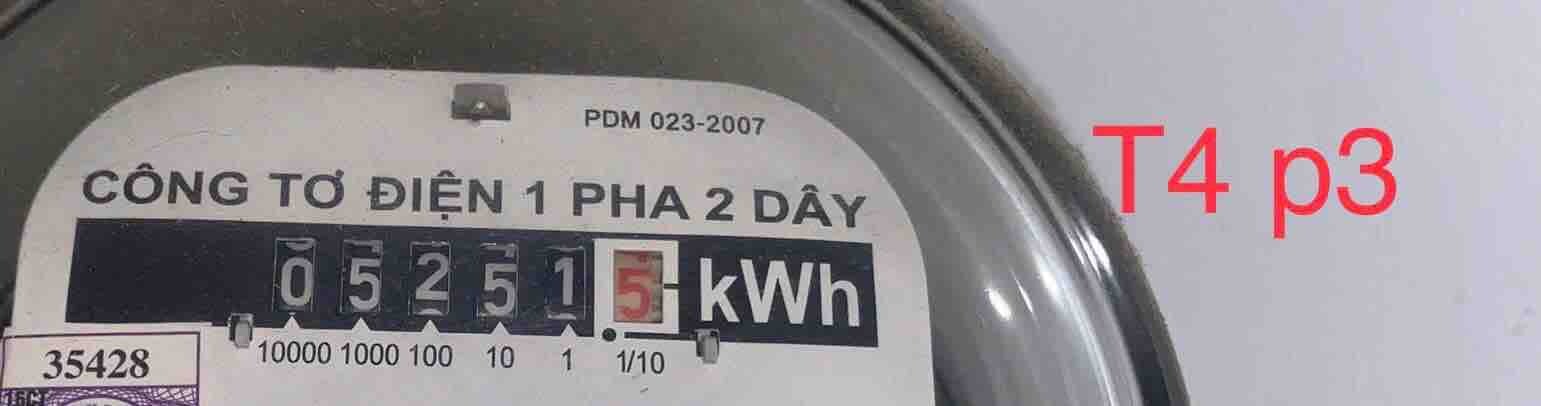 PDM 023-2007
CÔNG TƠ ĐIỆN 1 PHA 2 DÂY
T4 p3
0 5 2 5 1 5 kWh
10000 1000 100 10 1 1/10
35428